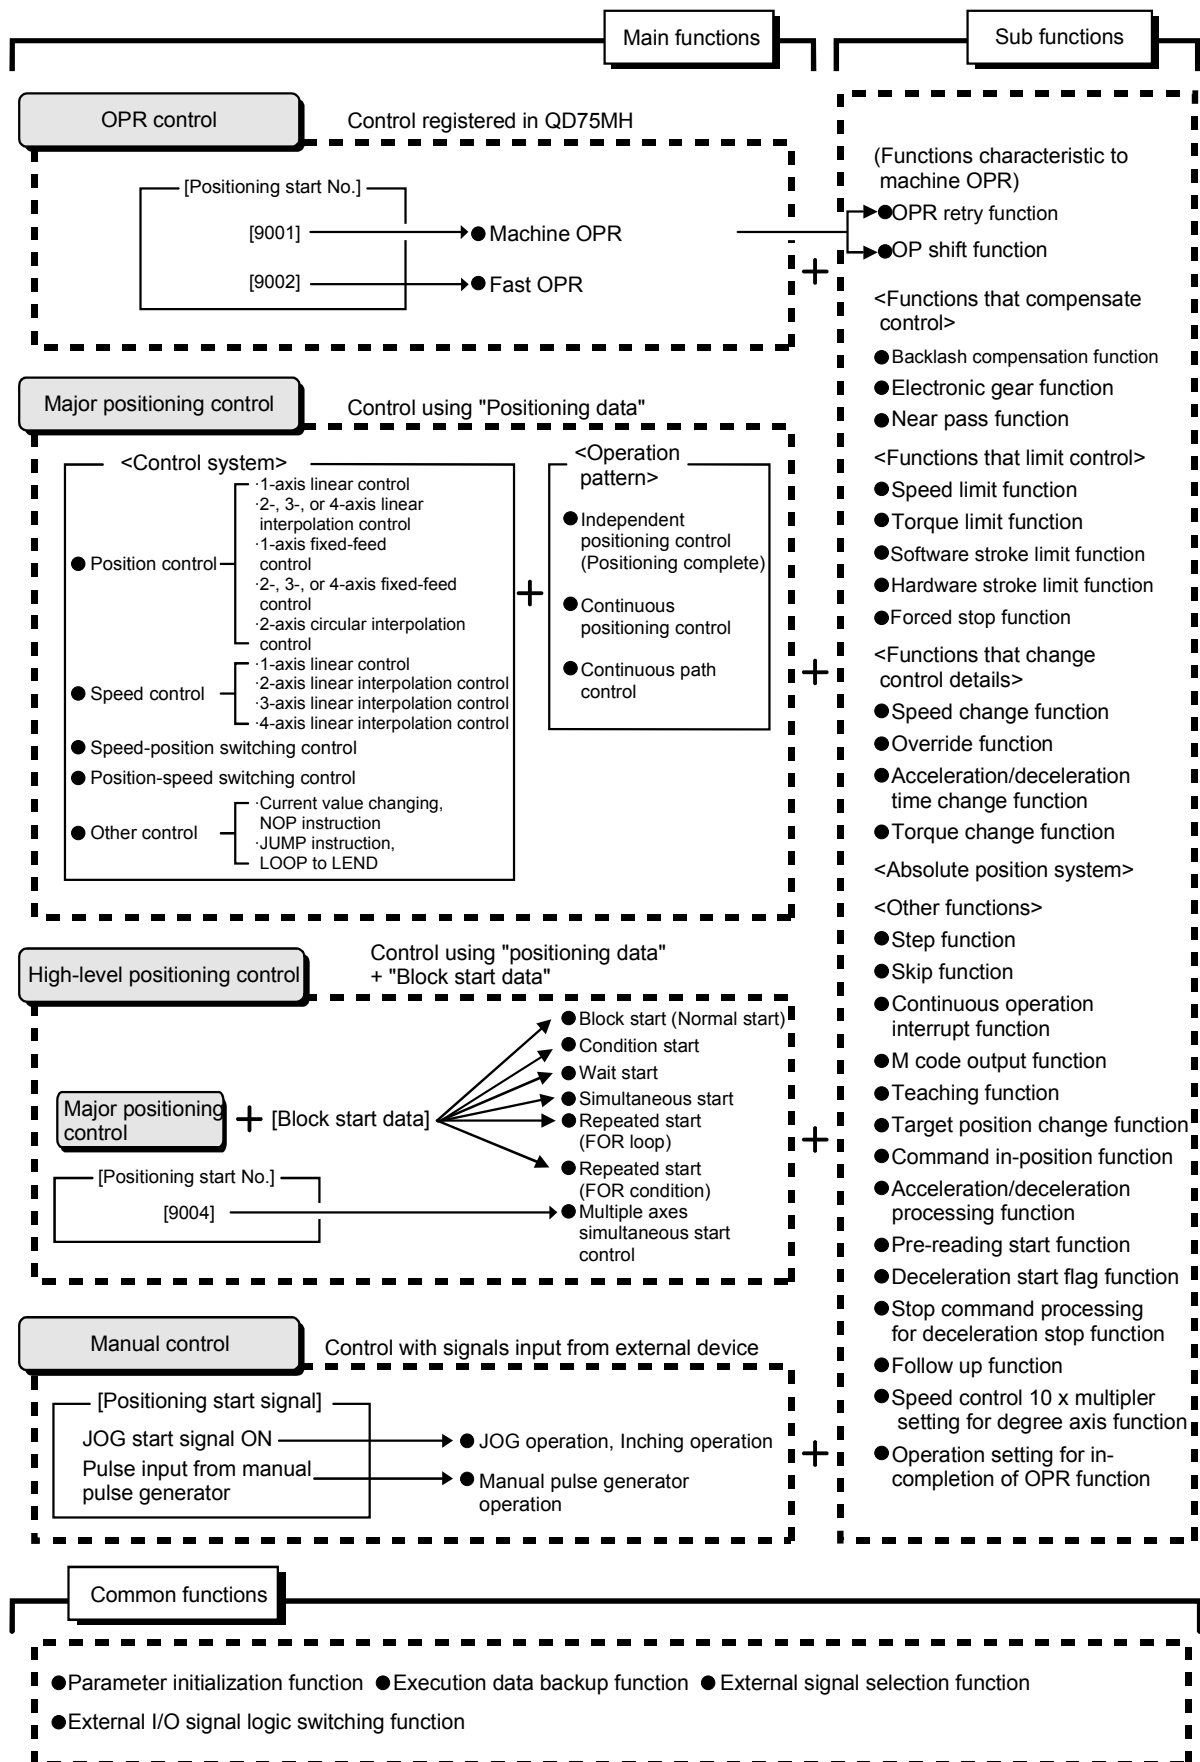 Main functions
Sub functions
OPR control
Control registered in QD75MH
[Positioning start No.]
[9001]
● Machine OPR
[9002]
● Fast OPR
Major positioning control
Control using "Positioning data"
<Control system>
● Position control
·1-axis linear control
·2-, 3-, or 4-axis linear
interpolation control
·1-axis fixed-feed
control
·2-, 3-, or 4-axis fixed-feed
control
·2-axis circular interpolation
control
● Speed control
·1-axis linear control
·2-axis linear interpolation control
·3-axis linear interpolation control
·4-axis linear interpolation control
● Speed-position switching control
● Position-speed switching control
● Other control
·Current value changing,
NOP instruction
·JUMP instruction,
LOOP to LEND
+
<Operation
pattern>
● Independent
positioning control
(Positioning complete)
● Continuous
positioning control
● Continuous path
control
High-level positioning control
Control using "positioning data"
+ "Block start data"
Major positioning
control
+ [Block start data]
● Block start (Normal start)
● Condition start
● Wait start
● Simultaneous start
● Repeated start
(FOR loop)
● Repeated start
(FOR condition)
[Positioning start No.]
[9004]
● Multiple axes
simultaneous start
control
Manual control
Control with signals input from external device
[Positioning start signal]
JOG start signal ON
● JOG operation, Inching operation
Pulse input from manual
pulse generator
● Manual pulse generator
operation
+
+
+
+
(Functions characteristic to
machine OPR)
●OPR retry function
●OP shift function
<Functions that compensate
control>
●Backlash compensation function
●Electronic gear function
●Near pass function
<Functions that limit control>
●Speed limit function
●Torque limit function
●Software stroke limit function
●Hardware stroke limit function
●Forced stop function
<Functions that change
control details>
●Speed change function
●Override function
●Acceleration/deceleration
time change function
●Torque change function
<Absolute position system>
<Other functions>
●Step function
●Skip function
●Continuous operation
interrupt function
●M code output function
●Teaching function
●Target position change function
●Command in-position function
●Acceleration/deceleration
processing function
●Pre-reading start function
●Deceleration start flag function
●Stop command processing
for deceleration stop function
●Follow up function
●Speed control 10 x multipler
setting for degree axis function
●Operation setting for in-
completion of OPR function
Common functions
●Parameter initialization function ●Execution data backup function ● External signal selection function
●External I/O signal logic switching function